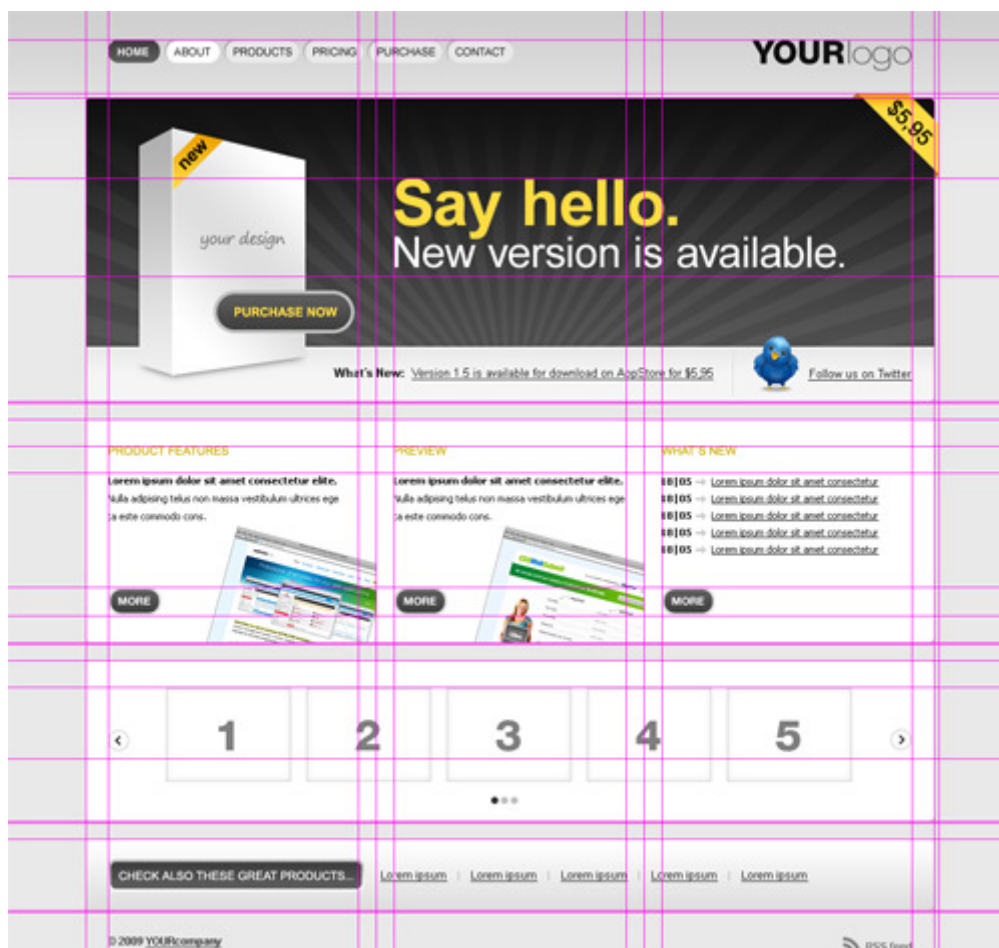 HOME ABOUT PRODUCTS PRICING PURCHASE CONTACT
YOURlogo
$5,95
new
your design
Say hello.
New version is available.
PURCHASE NOW
What's New: Version 1.5 is available for download on AppStore for $5,95
Follow us on Twitter
PRODUCT FEATURES
Lorem ipsum dolor sit amet consectetur elite.
Nulla adipising telus non massa vestibulum ultrices ege
ca este commodo cons.
MORE
PREVIEW
Lorem ipsum dolor sit amet consectetur elite.
Nulla adipising telus non massa vestibulum ultrices ege
ca este commodo cons.
MORE
WHAT'S NEW
08|05 Lorem ipsum dolor sit amet consectetur
08|05 Lorem ipsum dolor sit amet consectetur
08|05 Lorem ipsum dolor sit amet consectetur
08|05 Lorem ipsum dolor sit amet consectetur
08|05 Lorem ipsum dolor sit amet consectetur
MORE
1 2 3 4 5
CHECK ALSO THESE GREAT PRODUCTS...
Lorem ipsum | Lorem ipsum | Lorem ipsum | Lorem ipsum | Lorem ipsum
© 2009 YOURcompany
RSS feed